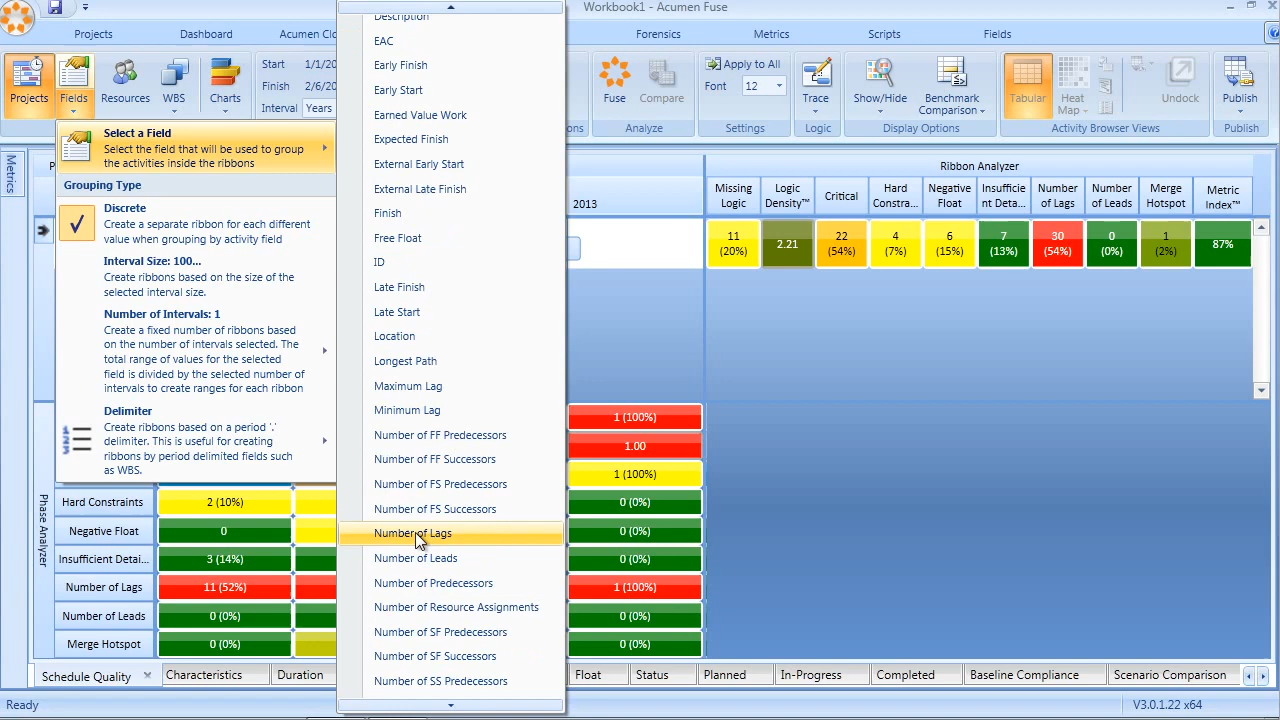 Workbook1 - Acumen Fuse
Projects
Dashboard
Acumen Clo
Forensics
Metrics
Scripts
Fields
Projects
Fields
Resources
WBS
Charts
Start
1/1/20
Finish
2/6/20
Interval
Years
Fuse
Compare
Analyze
ons
Apply to All
Font
12
Settings
Trace
Logic
Show/Hide
Benchmark
Comparison
Display Options
Tabular
Heat
Map
Undock
Activity Browser Views
Publish
Publish
Select a Field
Select the field that will be used to group
the activities inside the ribbons
Grouping Type
Discrete
Create a separate ribbon for each different
value when grouping by activity field
Interval Size: 100...
Create ribbons based on the size of the
selected interval size.
Number of Intervals: 1
Create a fixed number of ribbons based
on the number of intervals selected. The
total range of values for the selected
field is divided by the selected number of
intervals to create ranges for each ribbon
Delimiter
Create ribbons based on a period '.'
delimiter. This is useful for creating
ribbons by period delimited fields such
as WBS.
Description
EAC
Early Finish
Early Start
Earned Value Work
Expected Finish
External Early Start
External Late Finish
Finish
Free Float
ID
Late Finish
Late Start
Location
Longest Path
Maximum Lag
Minimum Lag
Number of FF Predecessors
Number of FF Successors
Number of FS Predecessors
Number of FS Successors
Number of Lags
Number of Leads
Number of Predecessors
Number of Resource Assignments
Number of SF Predecessors
Number of SF Successors
Number of SS Predecessors
Metrics
P
2013
Ribbon Analyzer
Missing
Logic
Logic
Density™
Critical
Hard
Constra...
Negative
Float
Insufficie
nt Deta...
Number
of Lags
Number
of Leads
Merge
Hotspot
Metric
Index™
11
(20%)
2.21
22
(54%)
4
(7%)
6
(15%)
7
(13%)
30
(54%)
0
(0%)
1
(2%)
87%
Phase Analyzer
1 (100%)
1.00
1 (100%)
Hard Constraints
2 (10%)
0 (0%)
Negative Float
0
0 (0%)
Insufficient Detai...
3 (14%)
0 (0%)
Number of Lags
11 (52%)
1 (100%)
Number of Leads
0 (0%)
0 (0%)
Merge Hotspot
0 (0%)
0 (0%)
Schedule Quality
Characteristics
Duration
Float
Status
Planned
In-Progress
Completed
Baseline Compliance
Scenario Comparison
Ready
V3.0.1.22 x64